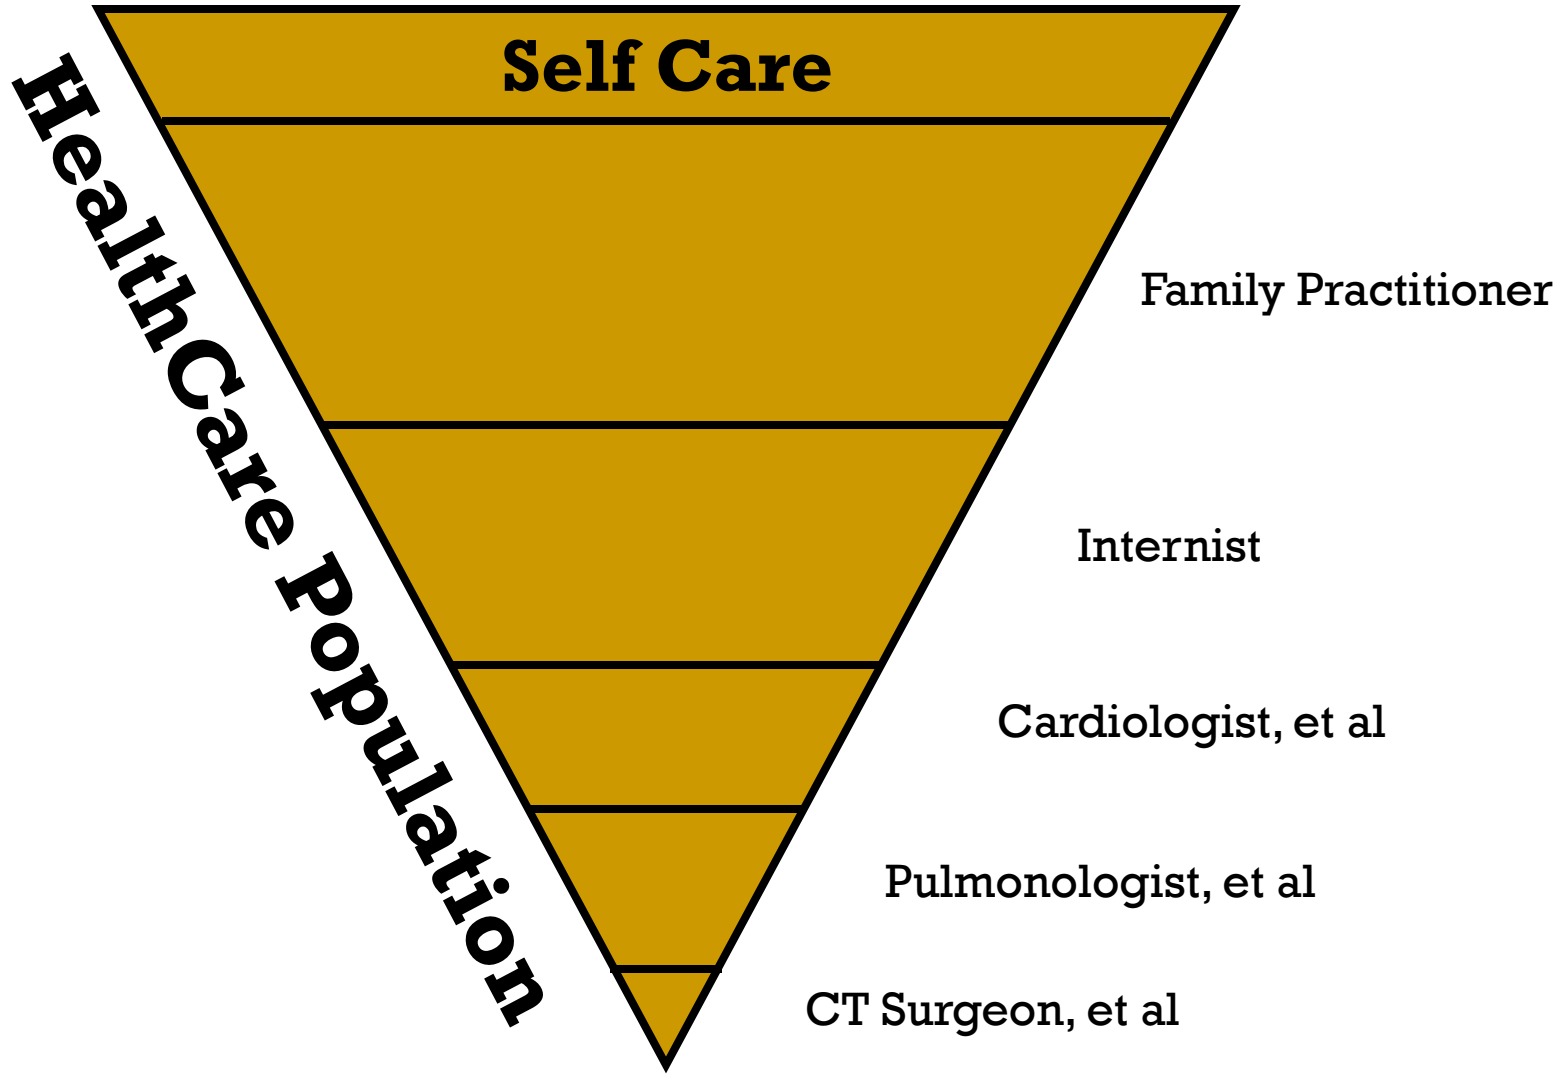 Self Care
HealthCare Population
Family Practitioner
Internist
Cardiologist, et al
Pulmonologist, et al
CT Surgeon, et al